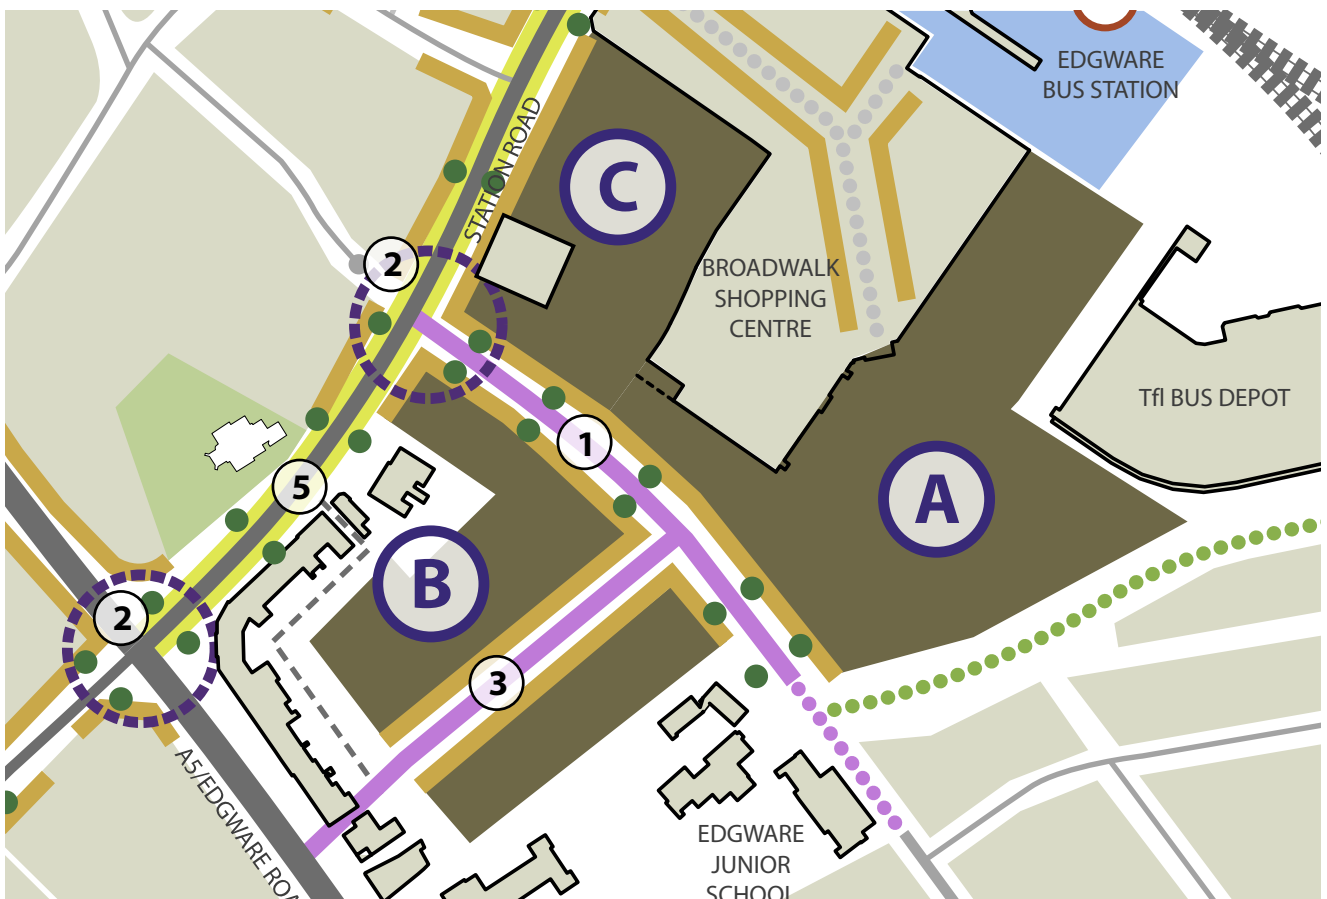 EDGWARE
BUS STATION
STATION ROAD
C
2
BROADWALK
SHOPPING
CENTRE
Tfl BUS DEPOT
1
5
A
B
2
3
A5/EDGWARE ROA
EDGWARE
JUNIOR
SCHOOL